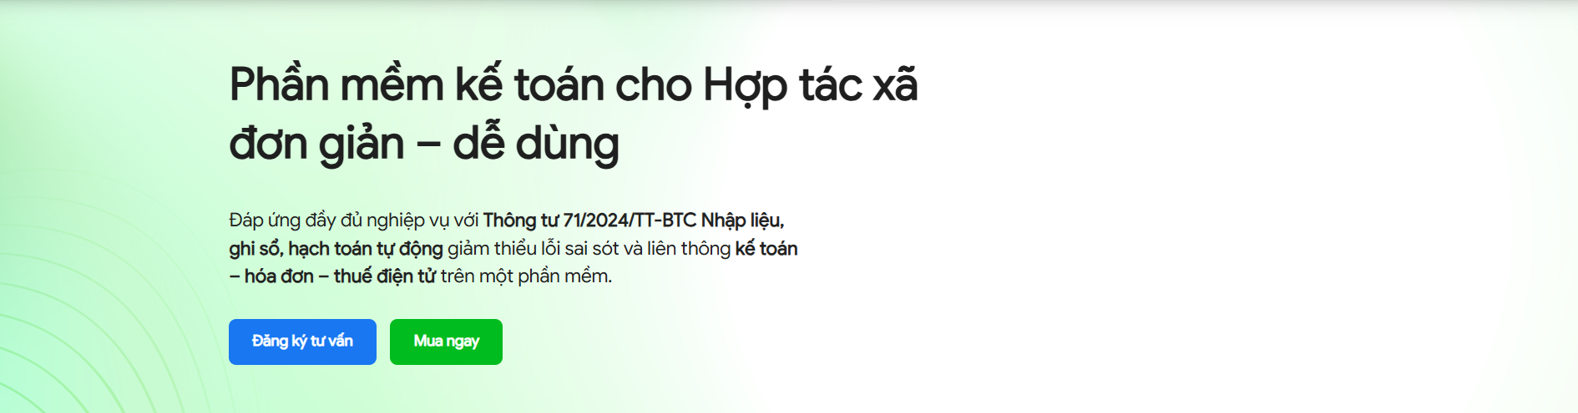 Phần mềm kế toán cho Hợp tác xã
đơn giản – dễ dùng
Đáp ứng đầy đủ nghiệp vụ với Thông tư 71/2024/TT-BTC Nhập liệu,
ghi sổ, hạch toán tự động giảm thiểu lỗi sai sót và liên thông kế toán
– hóa đơn – thuế điện tử trên một phần mềm.
Đăng ký tư vấn
Mua ngay